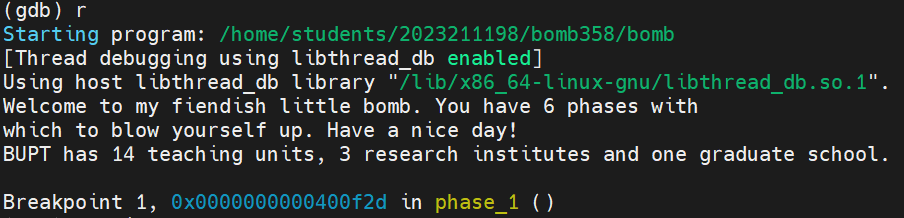 (gdb) r
Starting program: /home/students/2023211198/bomb358/bomb
[Thread debugging using libthread_db enabled]
Using host libthread_db library "/lib/x86_64-linux-gnu/libthread_db.so.1".
Welcome to my fiendish little bomb. You have 6 phases with
which to blow yourself up. Have a nice day!
BUPT has 14 teaching units, 3 research institutes and one graduate school.
Breakpoint 1, 0x0000000000400f2d in phase_1 ()